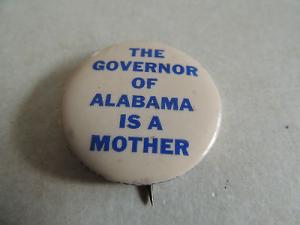 THE
GOVERNOR
OF
ALABAMA
IS A
MOTHER